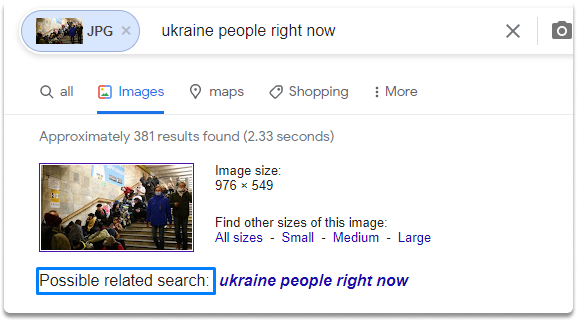 JPG × ukraine people right now
all Images maps Shopping More
Approximately 381 results found (2.33 seconds)
Image size:
976 × 549
Find other sizes of this image:
All sizes - Small - Medium - Large
Possible related search: ukraine people right now